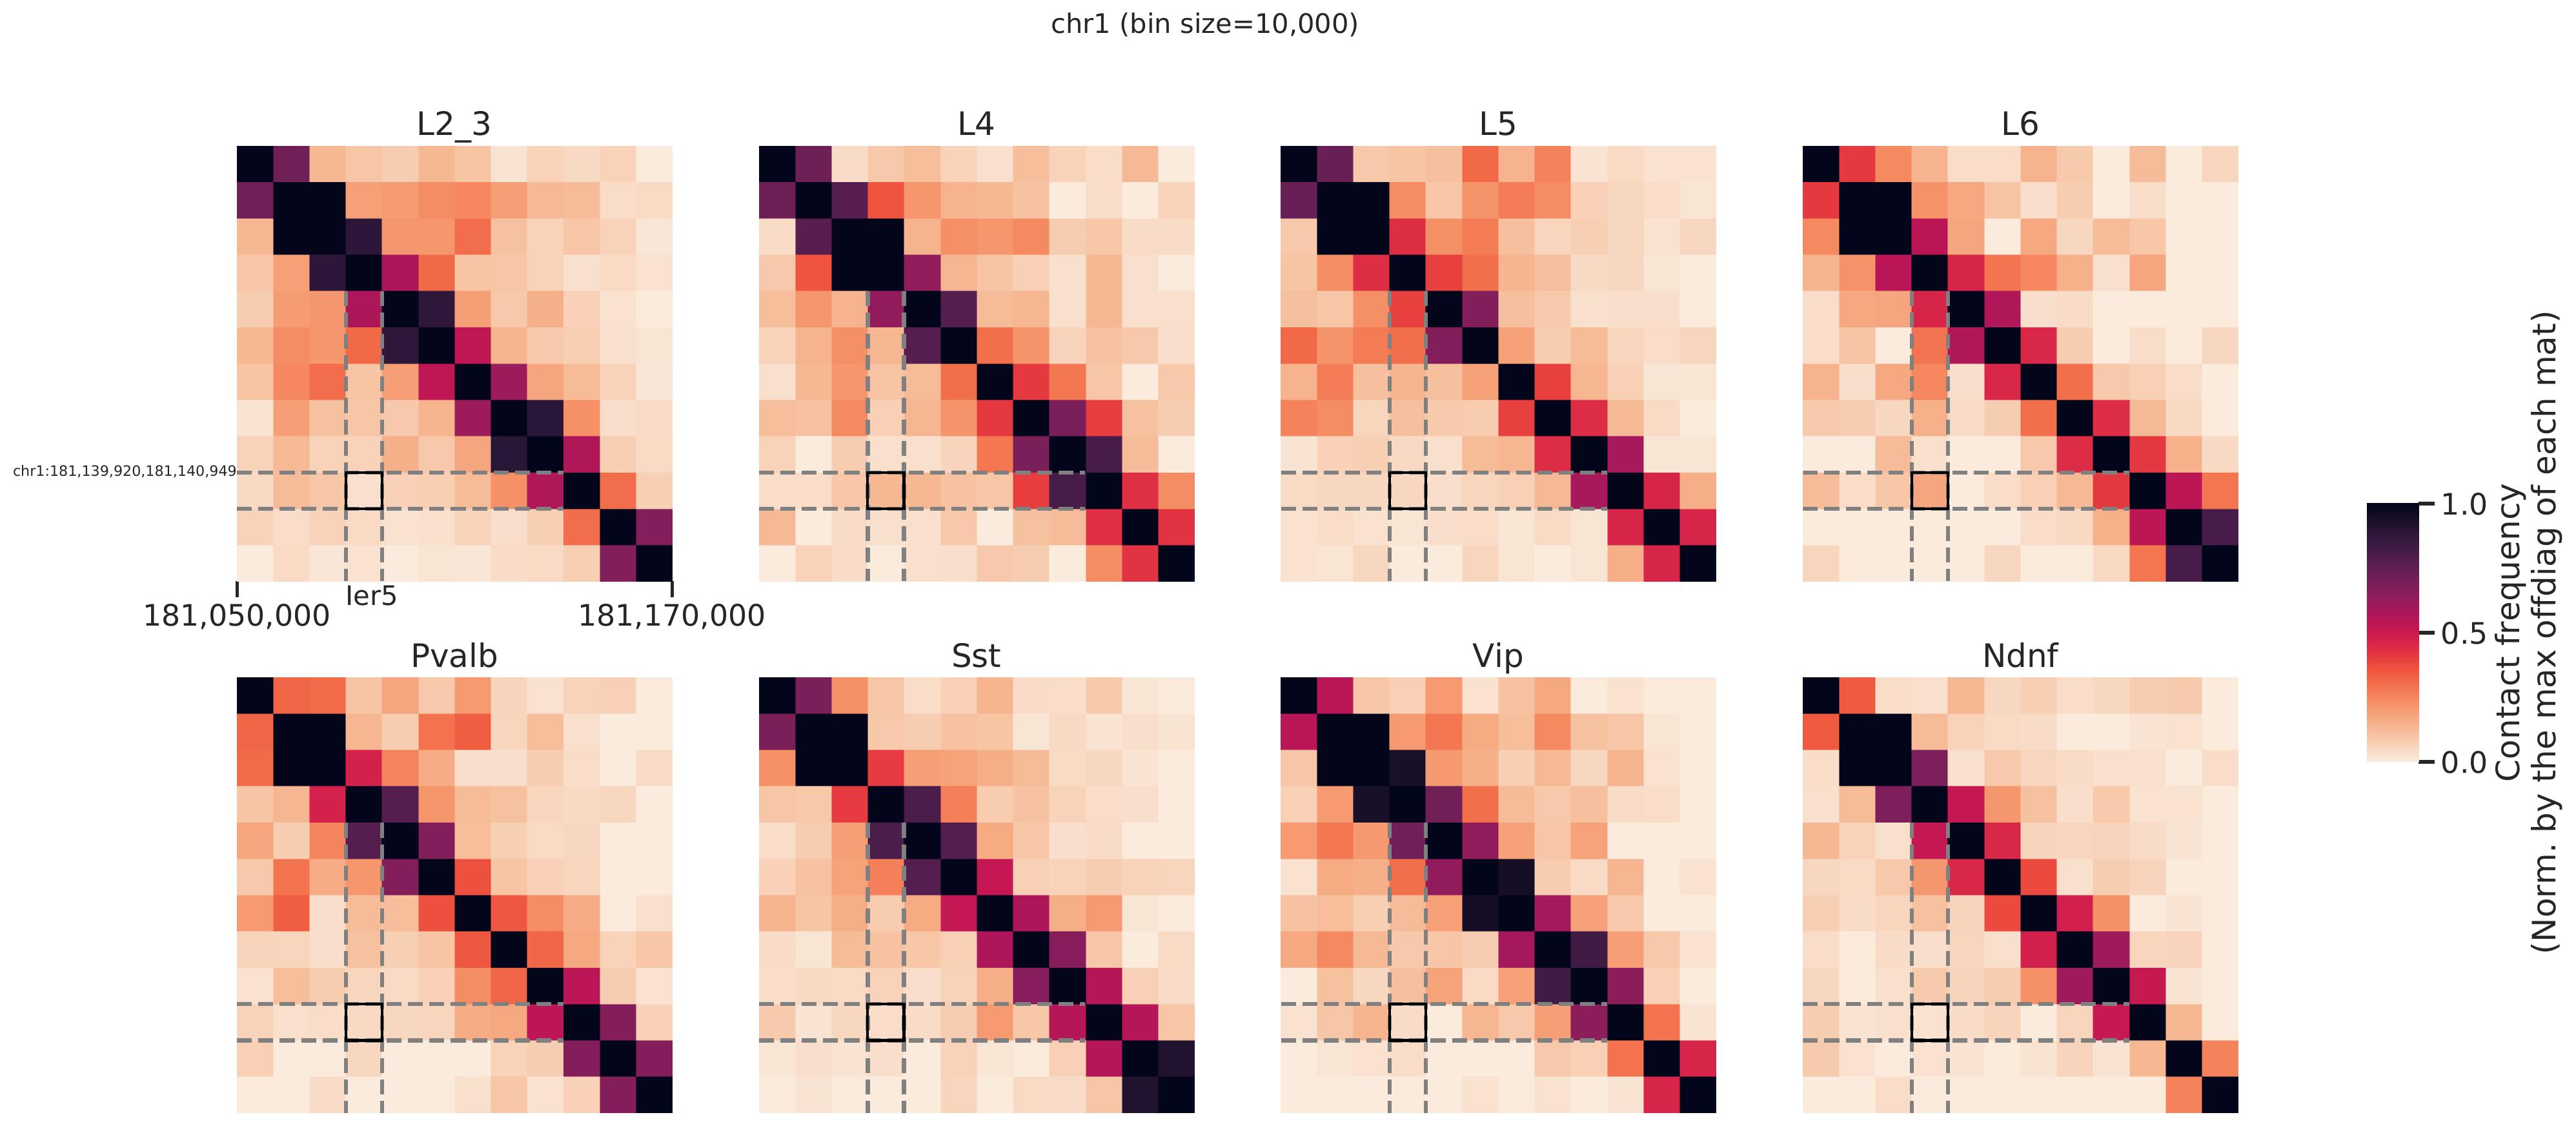 chr1 (bin size=10,000)
L2_3
L4
L5
L6
chr1:181,139,920,181,140,949
Ier5
181,050,000
181,170,000
Pvalb
Sst
Vip
Ndnf
1.0
0.5
0.0
Contact frequency
(Norm. by the max offdiag of each mat)